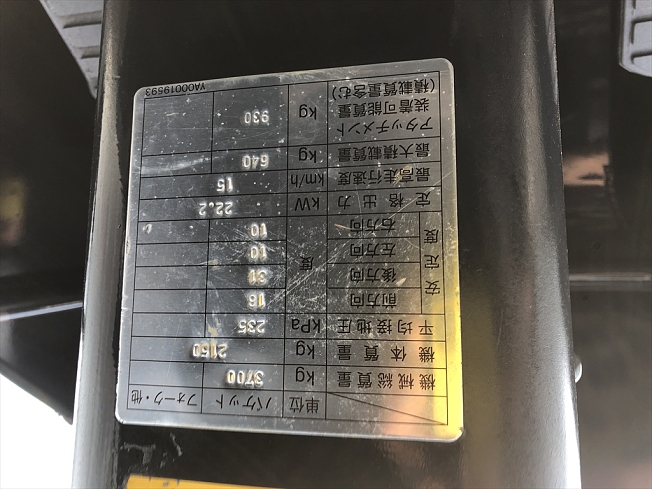 単位 バケット フォーク・他
機械総質量 kg 3700
機体質量 kg 2150
平均接地圧 kPa 235
安定度 前方向 度 16
後方向 31
左方向 10
右方向 10
定格出力 kW 22.2
最高走行速度 km/h 15
最大積載質量 kg 640
アタッチメント
装着可能質量 kg 930
(積載質量含む)
YA00019593